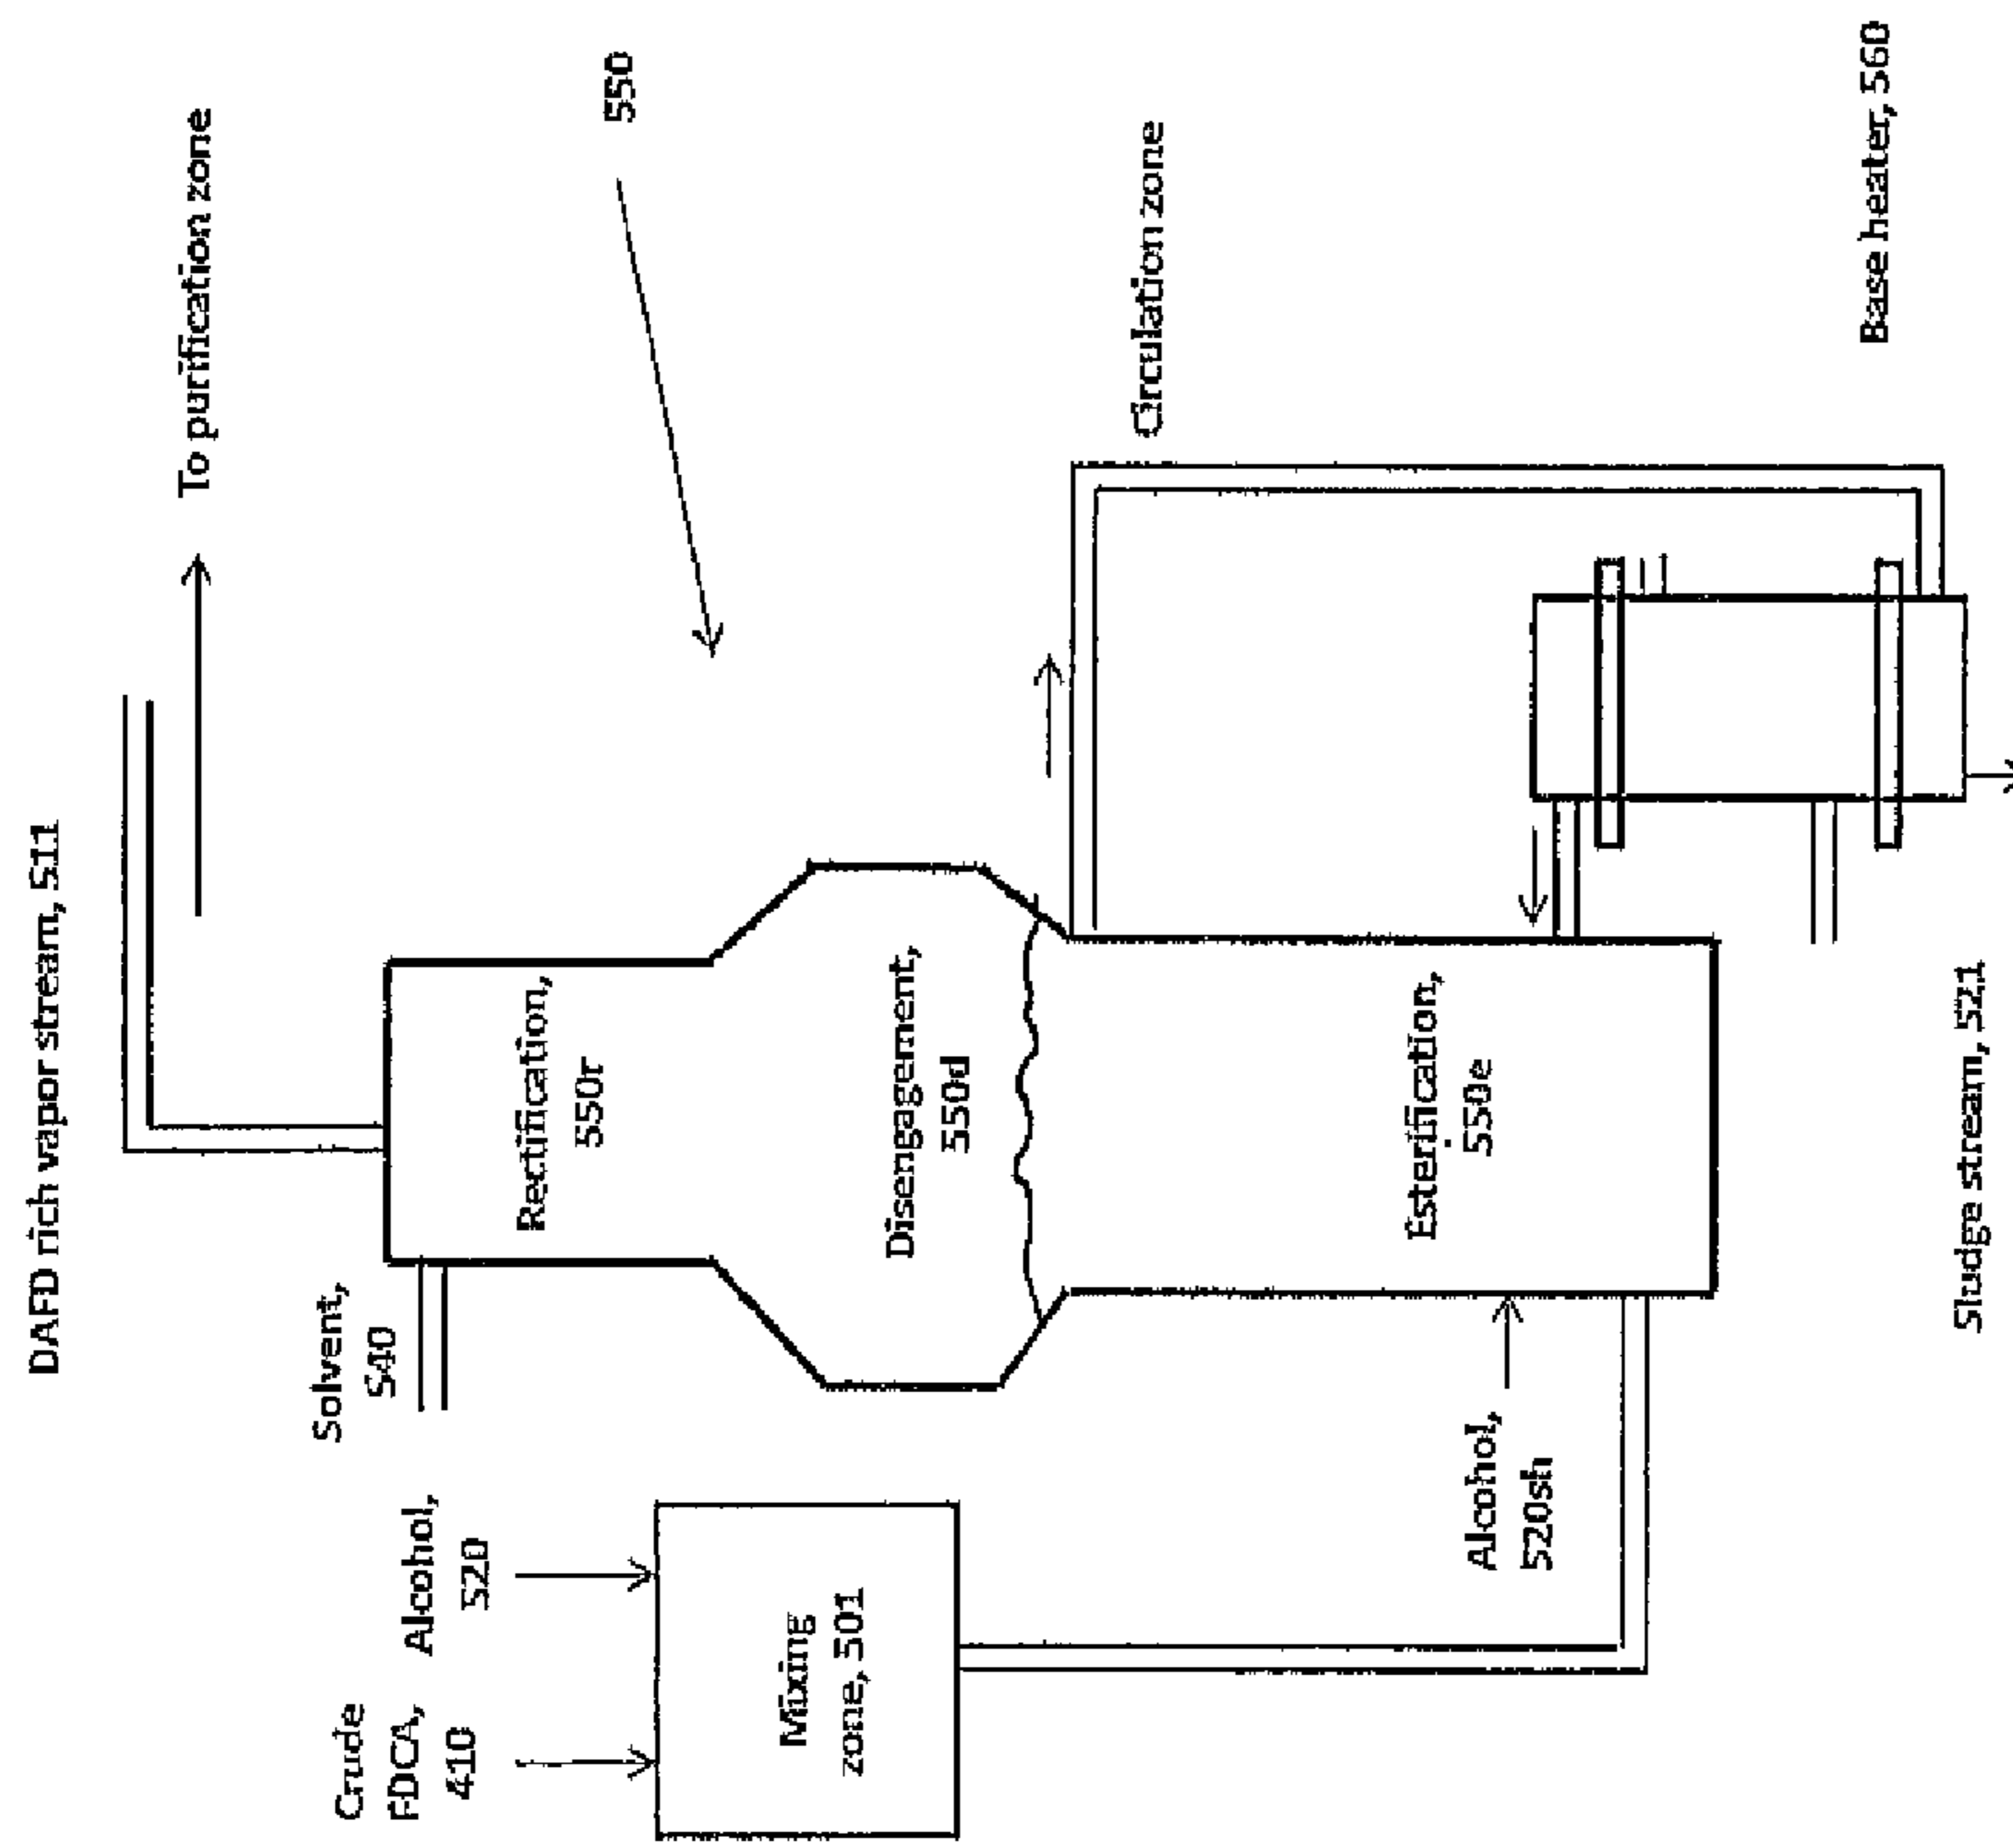 DAFD rich vapor stream, 511
To purification zone
550
Solvent,
540
Crude
FDCA,
410
Alcohol,
520
Rectification,
550r
Mixing
zone, 501
Disengagement,
550d
Circulation zone
Alcohol,
520sh
Esterification,
550e
Base heater, 560
Sludge stream, 521